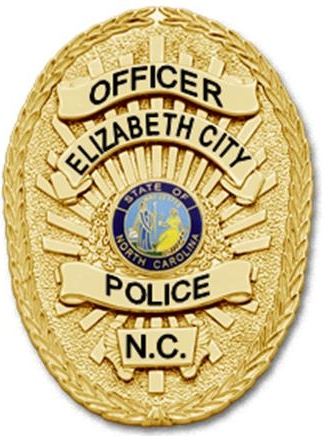 OFFICER
ELIZABETH CITY
STATE OF
NORTH CAROLINA
POLICE
N.C.